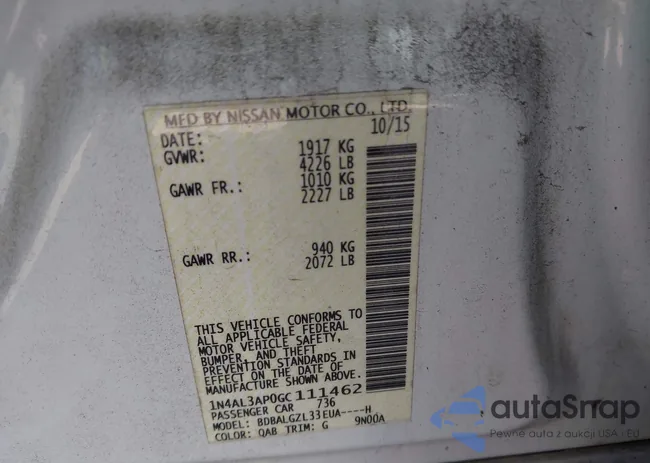 MFD BY NISSAN MOTOR CO., LTD.
DATE: 10/15
GVWR: 1917 KG
4226 LB
GAWR FR.: 1010 KG
2227 LB
GAWR RR.: 940 KG
2072 LB
THIS VEHICLE CONFORMS TO
ALL APPLICABLE FEDERAL
MOTOR VEHICLE SAFETY,
BUMPER, AND THEFT
PREVENTION STANDARDS IN
EFFECT ON THE DATE OF
MANUFACTURE SHOWN ABOVE.
1N4AL3AP0GC111462
PASSENGER CAR 736
MODEL: BDBALGZL33EUA----H
COLOR: QAB TRIM: G 9N00A
autoSnap
Pewne auta z aukcji USA i EU